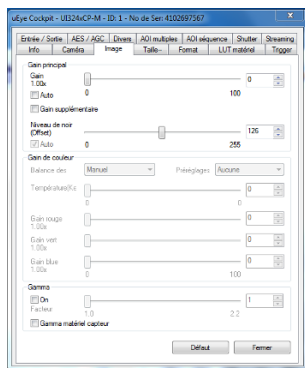 uEye Cockpit - UI324xCP-M - ID: 1 - No de Ser: 4102697567
Entrée / Sortie AES / AGC Divers AOI multiples AOI séquence Shutter Streaming
Info Caméra Image Taille-- Format LUT matériel Trigger
Gain principal
Gain 0
1.00x
Auto 0 100
Gain supplémentaire
Niveau de noir
(Offset) 126
Auto 0 255
Gain de couleur
Balance des Manuel Préréglages Aucune
Température 0
0 0
Gain rouge 0
1.00x
Gain vert 0
1.00x
Gain blue 0
1.00x 0 100
Gamma
On 1
Facteur 1.0 2.2
Gamma matériel capteur
Défaut Fermer